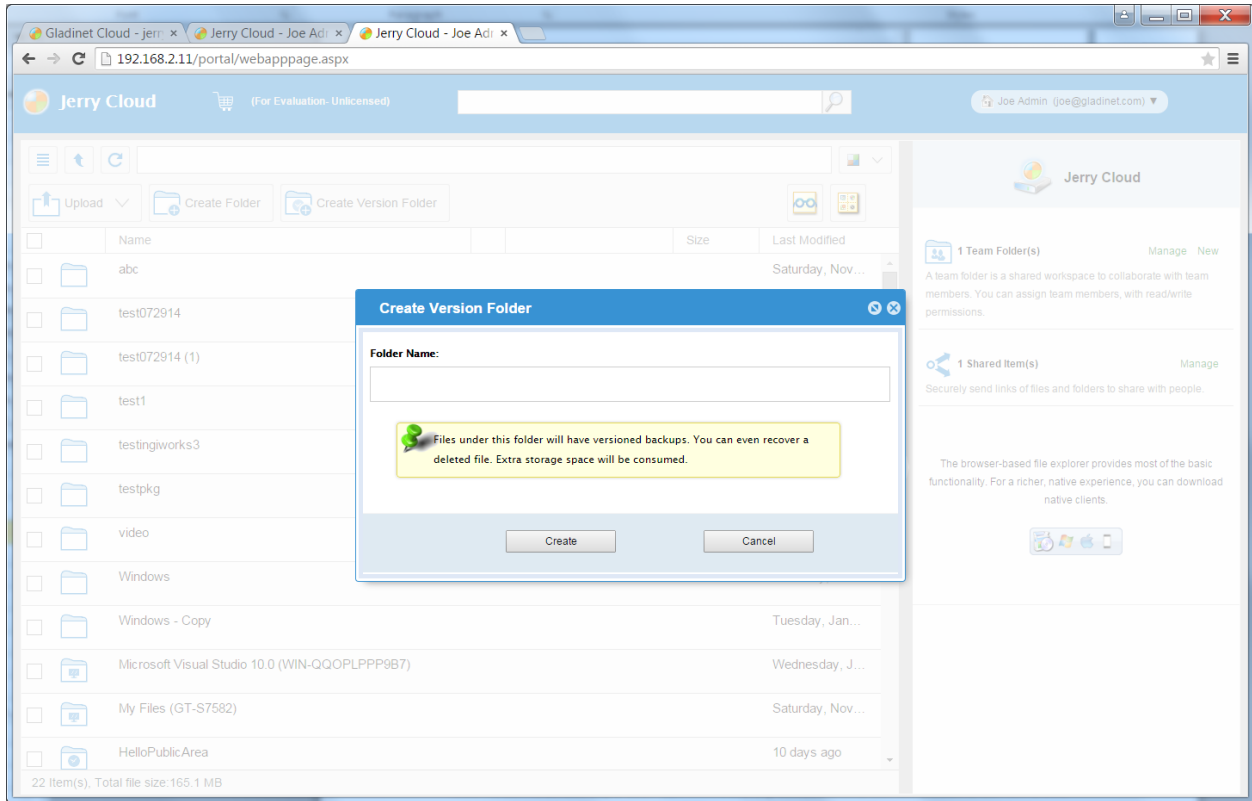 Gladinet Cloud - jerr
Jerry Cloud - Joe Adr
Jerry Cloud - Joe Adr
192.168.2.11/portal/webapppage.aspx
Jerry Cloud
(For Evaluation- Unlicensed)
Joe Admin (joe@gladinet.com) ▼
Upload
Create Folder
Create Version Folder
Name
Size
Last Modified
abc
Saturday, Nov...
test072914
test072914 (1)
test1
testingiworks3
testpkg
video
Windows
Windows - Copy
Tuesday, Jan...
Microsoft Visual Studio 10.0 (WIN-QQOPLPPP9B7)
Wednesday, J...
My Files (GT-S7582)
Saturday, Nov...
HelloPublicArea
10 days ago
22 Item(s), Total file size:165.1 MB
Create Version Folder
Folder Name:
Files under this folder will have versioned backups. You can even recover a
deleted file. Extra storage space will be consumed.
Create
Cancel
Jerry Cloud
1 Team Folder(s)
Manage
New
A team folder is a shared workspace to collaborate with team
members. You can assign team members, with read/write
permissions.
1 Shared Item(s)
Manage
Securely send links of files and folders to share with people.
The browser-based file explorer provides most of the basic
functionality. For a richer, native experience, you can download
native clients.